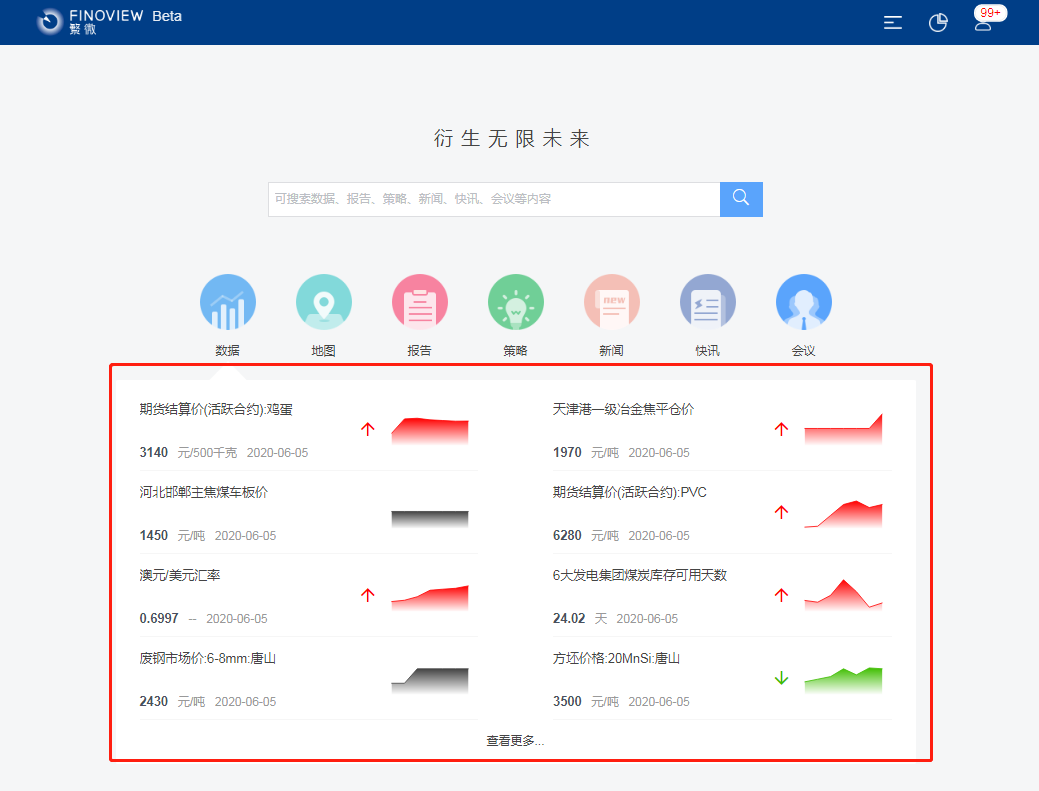 FINOVIEW Beta
繁微
99+
衍生无限未来
可搜索数据、报告、策略、新闻、快讯、会议等内容
new
数据 地图 报告 策略 新闻 快讯 会议
期货结算价(活跃合约):鸡蛋
3140 元/500千克 2020-06-05
天津港一级冶金焦平仓价
1970 元/吨 2020-06-05
河北邯郸主焦煤车板价
1450 元/吨 2020-06-05
期货结算价(活跃合约):PVC
6280 元/吨 2020-06-05
澳元/美元汇率
0.6997 -- 2020-06-05
6大发电集团煤炭库存可用天数
24.02 天 2020-06-05
废钢市场价:6-8mm:唐山
2430 元/吨 2020-06-05
方坯价格:20MnSi:唐山
3500 元/吨 2020-06-05
查看更多...